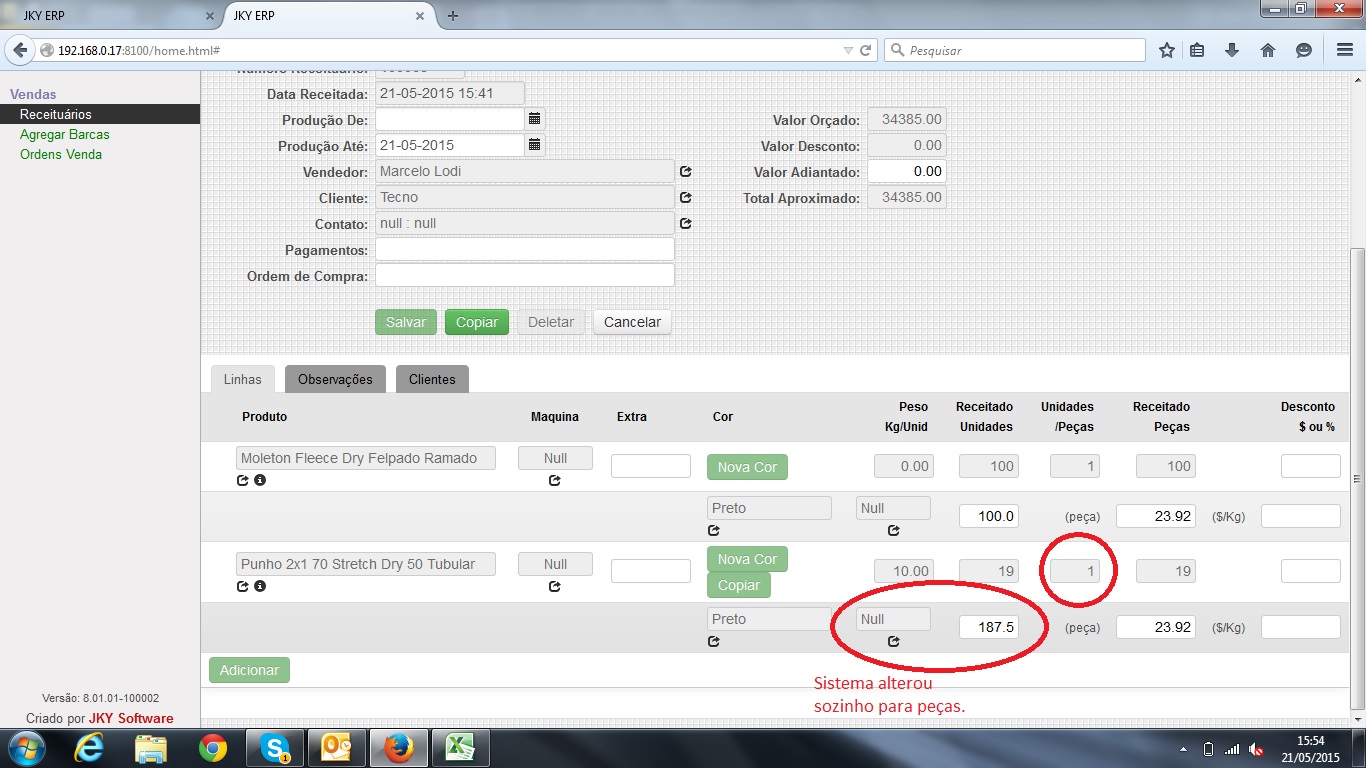 JKY ERP
JKY ERP
192.168.0.17:8100/home.html#
Pesquisar
Vendas
Receituários
Agregar Barcas
Ordens Venda
Data Receitada: 21-05-2015 15:41
Produção De:
Valor Orçado: 34385.00
Produção Até: 21-05-2015
Valor Desconto: 0.00
Vendedor: Marcelo Lodi
Valor Adiantado: 0.00
Cliente: Tecno
Total Aproximado: 34385.00
Contato: null : null
Pagamentos:
Ordem de Compra:
Salvar Copiar Deletar Cancelar
Linhas Observações Clientes
Produto Maquina Extra Cor Peso Kg/Unid Receitado Unidades Unidades /Peças Receitado Peças Desconto $ ou %
Moleton Fleece Dry Felpado Ramado Null Nova Cor 0.00 100 1 100
Preto Null 100.0 (peça) 23.92 ($/Kg)
Punho 2x1 70 Stretch Dry 50 Tubular Null Nova Cor 10.00 19 1 19
Copiar
Preto Null 187.5 (peça) 23.92 ($/Kg)
Adicionar
Sistema alterou
sozinho para peças.
Versão: 8.01.01-100002
Criado por JKY Software
1
15:54
21/05/2015